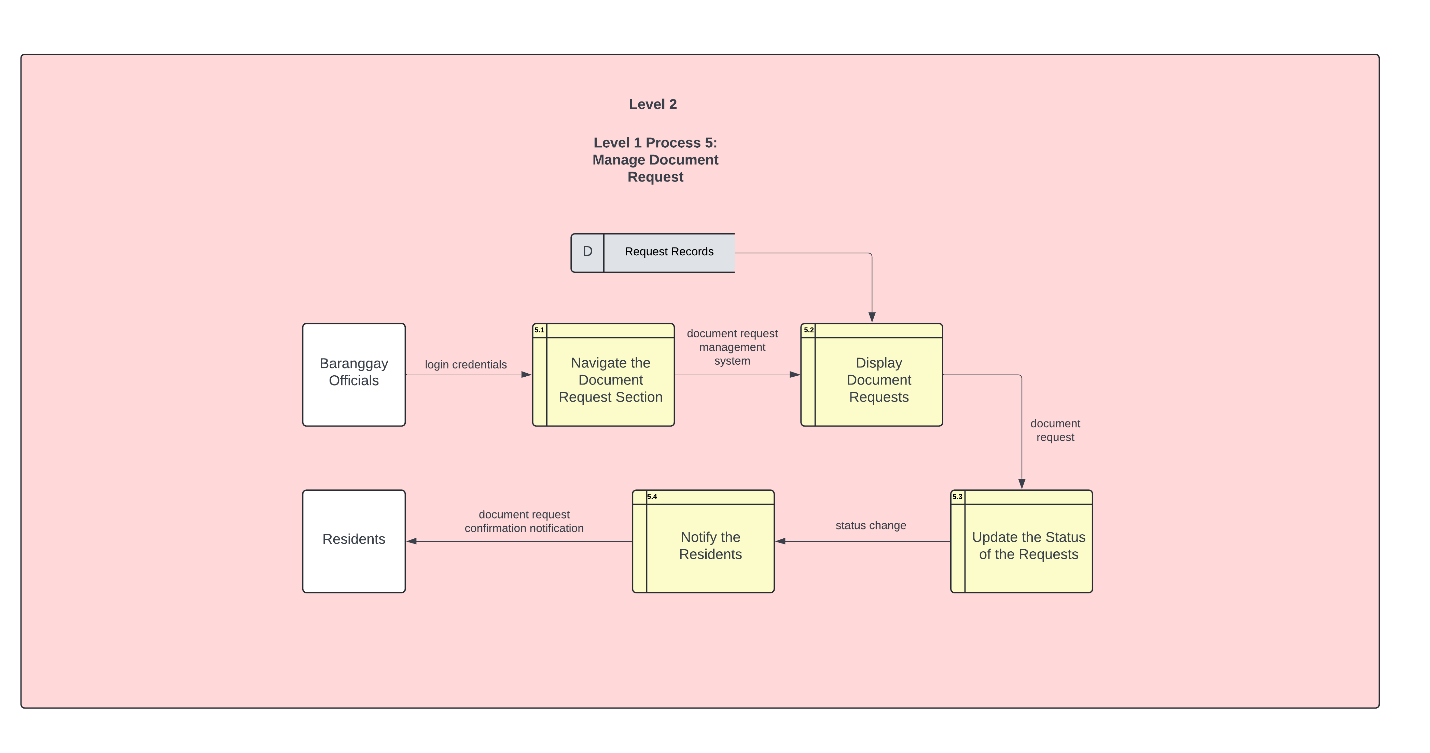 Level 2
Level 1 Process 5:
Manage Document
Request
D
Request Records
Baranggay
Officials
login credentials
5.1
Navigate the
Document
Request Section
document request
management
system
5.2
Display
Document
Requests
document
request
Residents
document request
confirmation notification
5.4
Notify the
Residents
status change
5.3
Update the Status
of the Requests